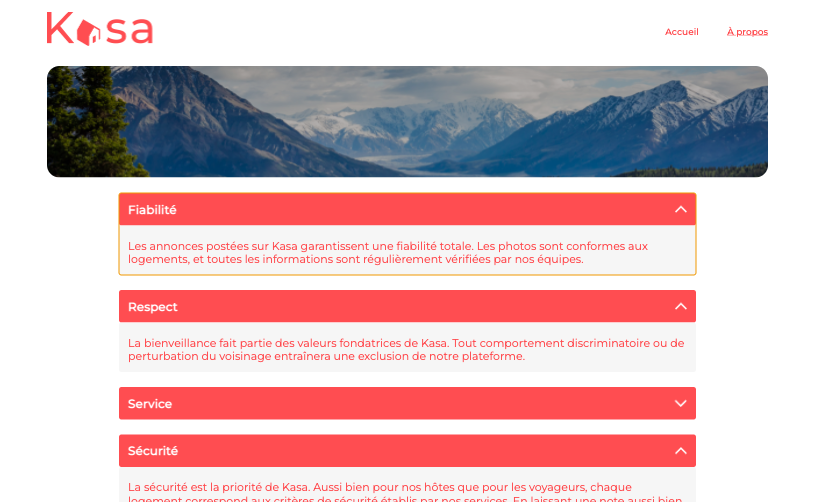 Kasa
Accueil
À propos
Fiabilité
Les annonces postées sur Kasa garantissent une fiabilité totale. Les photos sont conformes aux
logements, et toutes les informations sont régulièrement vérifiées par nos équipes.
Respect
La bienveillance fait partie des valeurs fondatrices de Kasa. Tout comportement discriminatoire ou de
perturbation du voisinage entraînera une exclusion de notre plateforme.
Service
Sécurité
La sécurité est la priorité de Kasa. Aussi bien pour nos hôtes que pour les voyageurs, chaque
logement correspond aux critères de sécurité établis par nos services. En laissant une note aussi bien